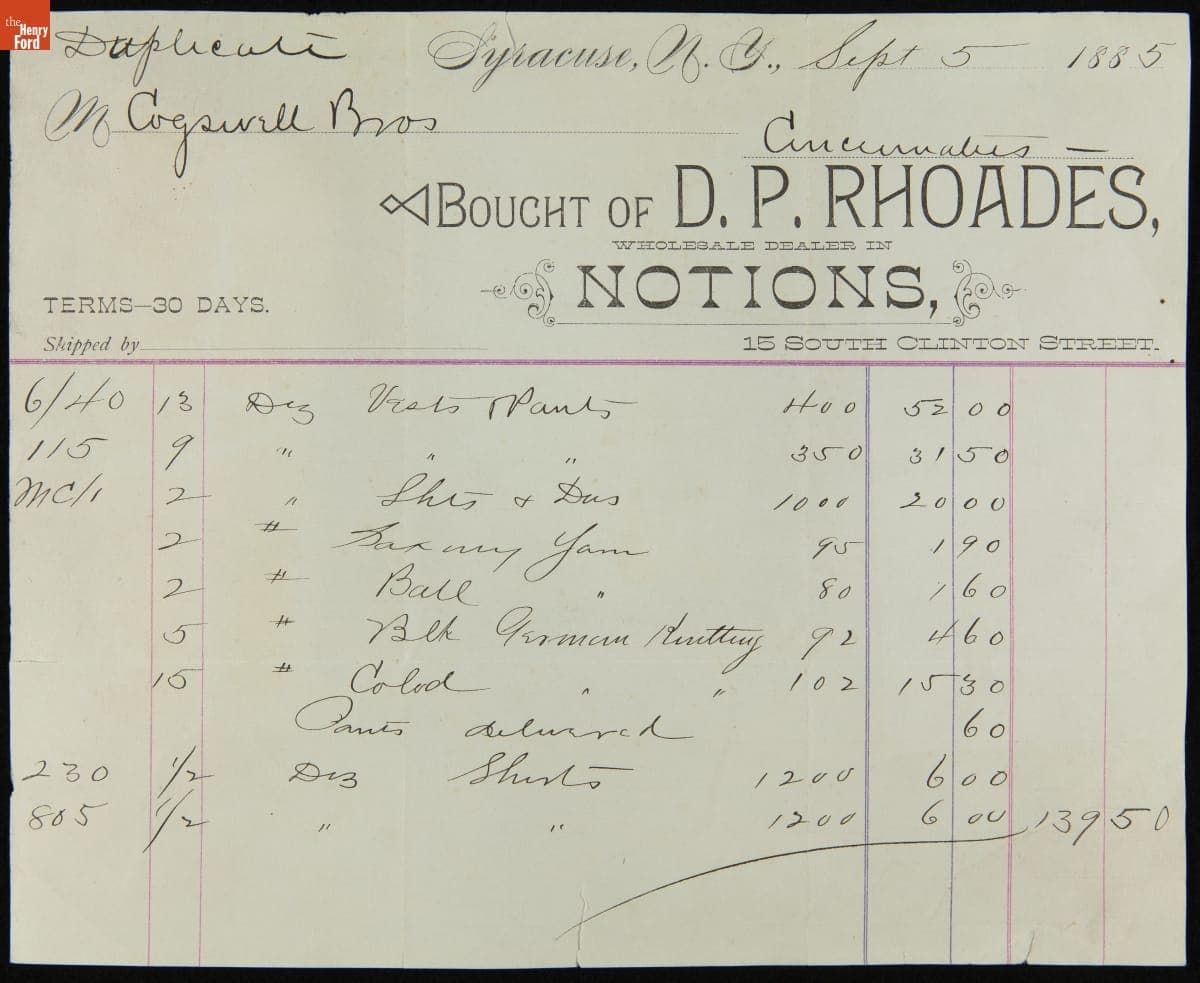 the Henry Ford
Duplicate
Syracuse, N. Y., Sept 5 1885
M Cogswell Bros
Cincinnatus
BOUGHT OF D. P. RHOADES,
WHOLESALE DEALER IN
NOTIONS,
TERMS—30 DAYS.
Shipped by 15 SOUTH CLINTON STREET.
6/40 13 Doz Vests & Pants 400 52 00
115 9 " " " 350 31 50
MC/1 2 " Shts & Dws 1000 20 00
2 # Saxony Yarn 95 1 90
2 # Ball " 80 1 60
5 # Blk German Knitting 92 4 60
15 # Colod " " 102 15 30
Pants delivered 60
230 1/2 Doz Shirts 1200 6 00
805 1/2 " " 1200 6 00 139 50